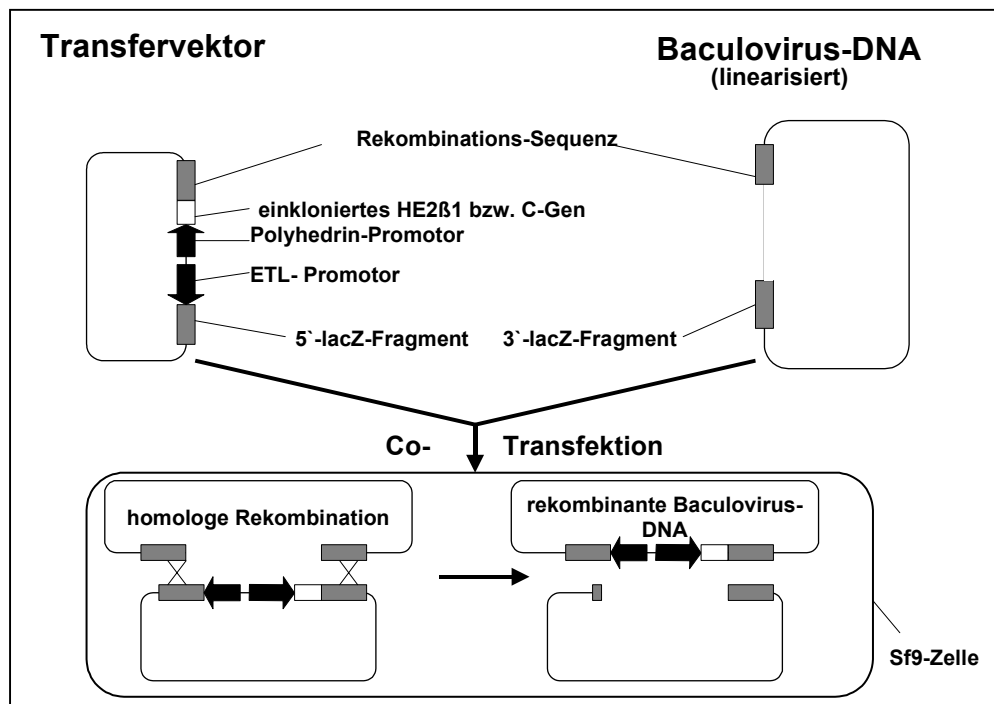 Transfervektor
Baculovirus-DNA
(linearisiert)
Rekombinations-Sequenz
einkloniertes HE2ß1 bzw. C-Gen
Polyhedrin-Promotor
ETL- Promotor
5`-lacZ-Fragment
3`-lacZ-Fragment
Co- Transfektion
homologe Rekombination
rekombinante Baculovirus-
DNA
Sf9-Zelle